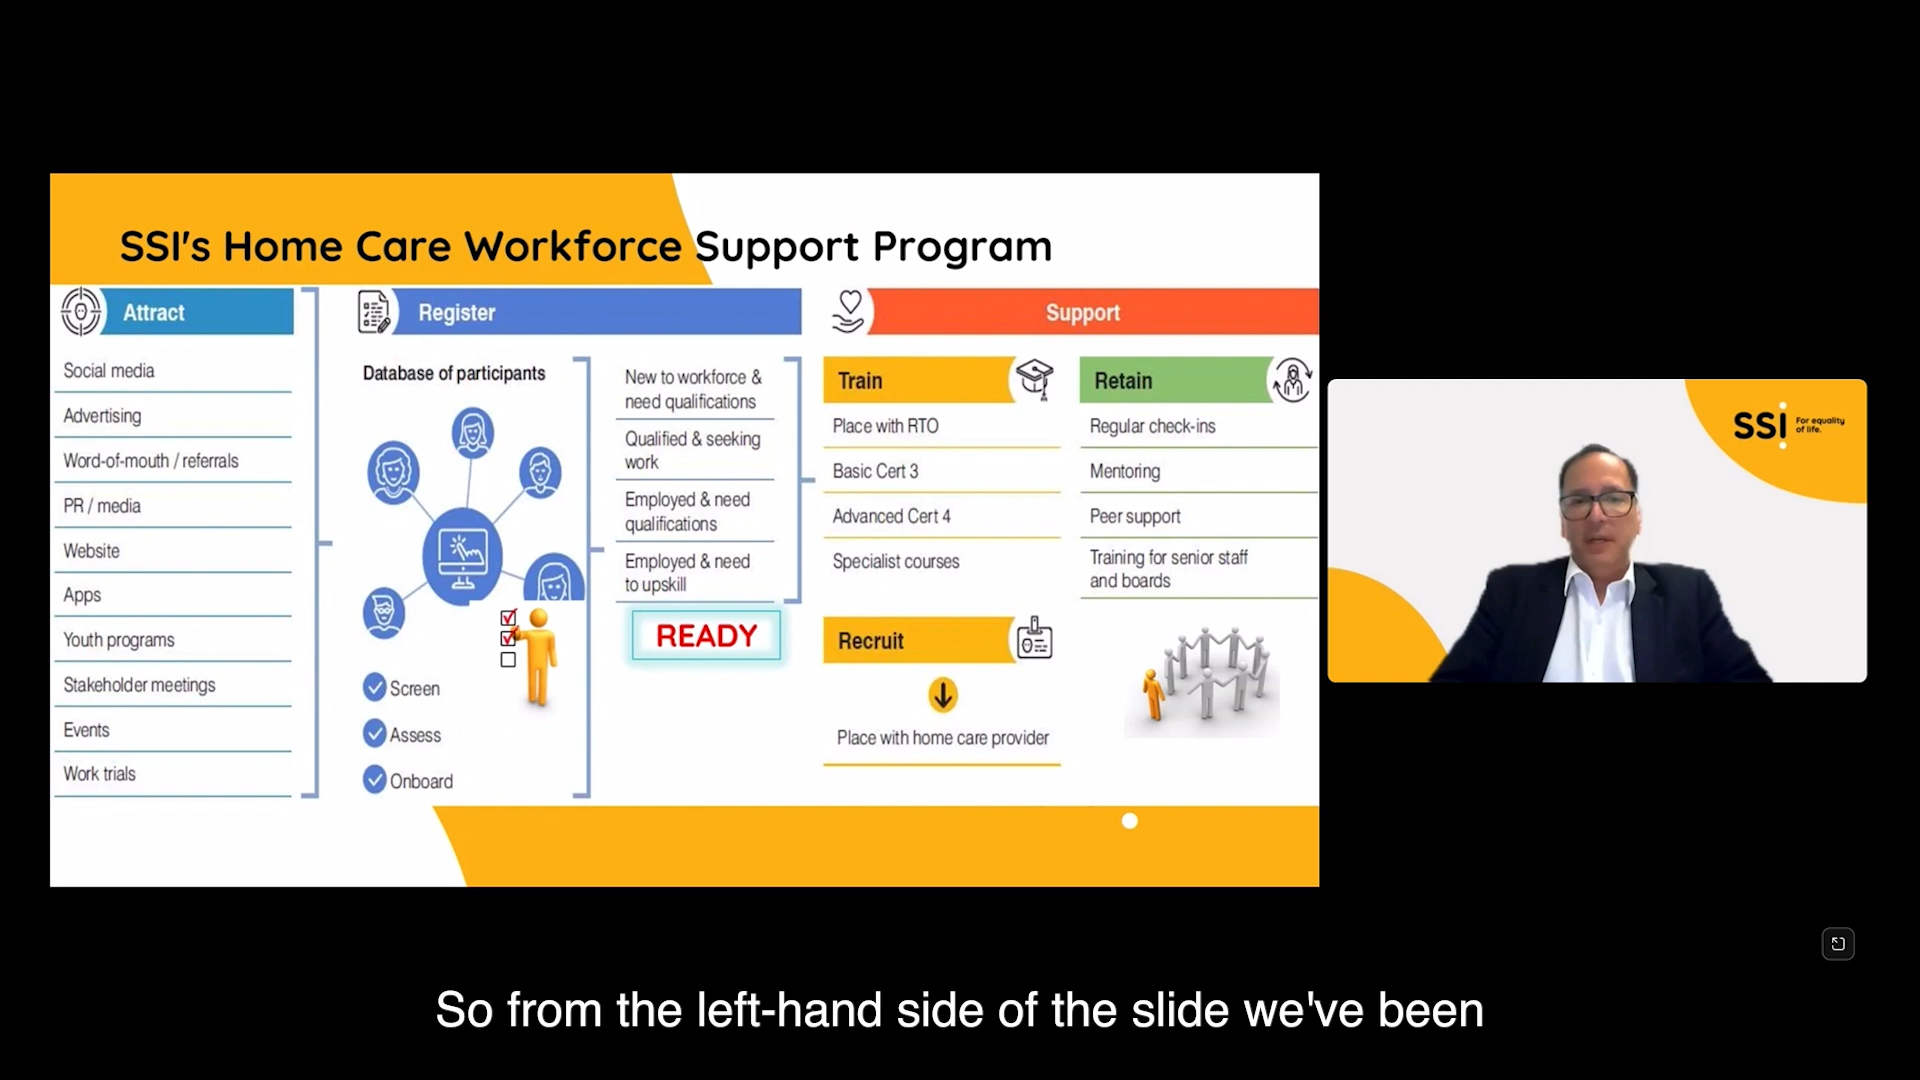 SSI's Home Care Workforce Support Program
Attract
Social media
Advertising
Word-of-mouth / referrals
PR / media
Website
Apps
Youth programs
Stakeholder meetings
Events
Work trials
Register
Database of participants
Screen
Assess
Onboard
New to workforce &
need qualifications
Qualified & seeking
work
Employed & need
qualifications
Employed & need
to upskill
READY
Support
Train
Place with RTO
Basic Cert 3
Advanced Cert 4
Specialist courses
Recruit
Place with home care provider
Retain
Regular check-ins
Mentoring
Peer support
Training for senior staff
and boards
SSI
For equality
of life.
So from the left-hand side of the slide we've been